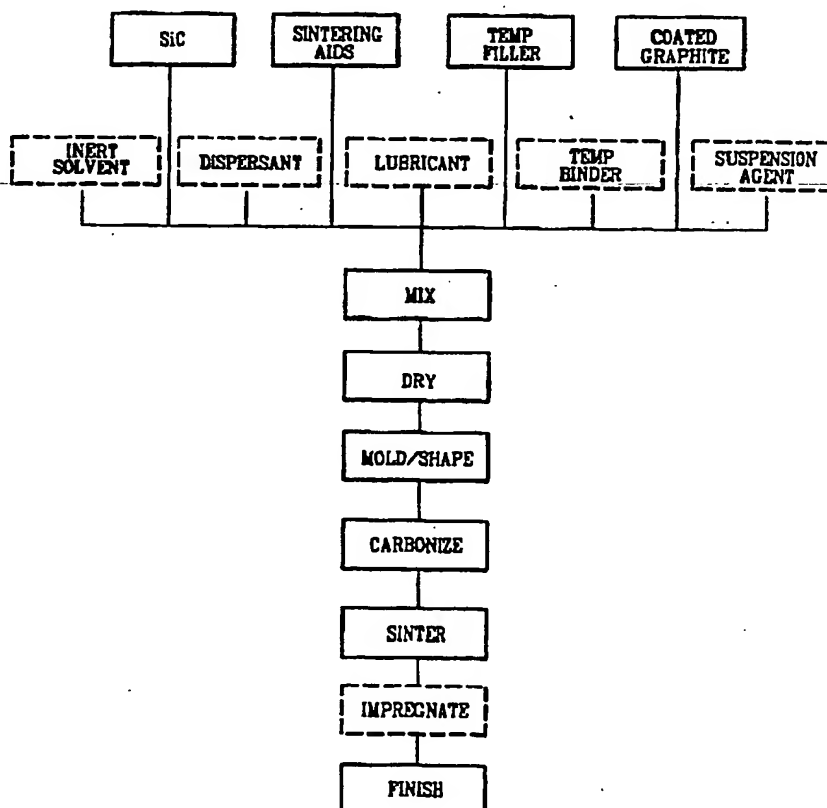 SiC
SINTERING
AIDS
TEMP
FILLER
COATED
GRAPHITE
INERT
SOLVENT
DISPERSANT
LUBRICANT
TEMP
BINDER
SUSPENSION
AGENT
MIX
DRY
MOLD/SHAPE
CARBONIZE
SINTER
IMPREGNATE
FINISH